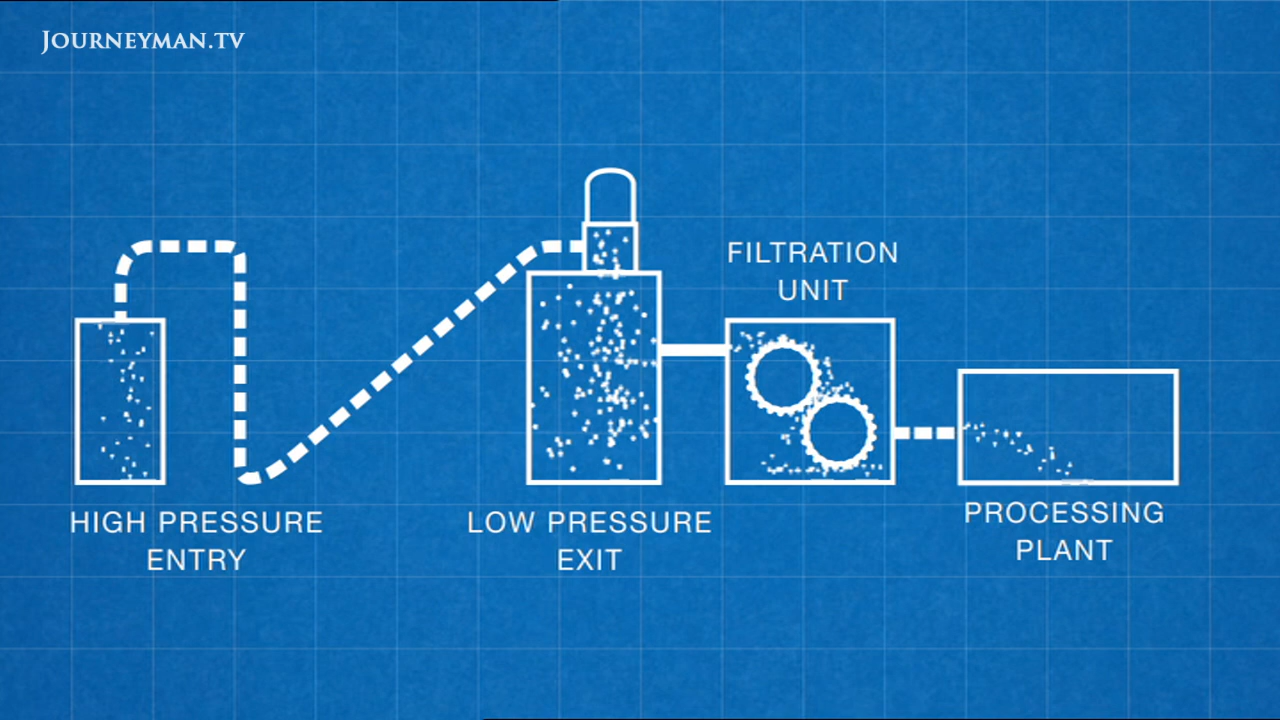 JOURNEYMAN.TV
FILTRATION
UNIT
HIGH PRESSURE
ENTRY
LOW PRESSURE
EXIT
PROCESSING
PLANT